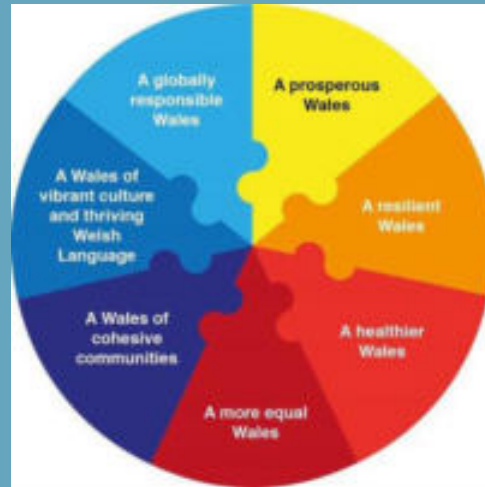 A globally
responsible
Wales
A prosperous
Wales
A resilient
Wales
A healthier
Wales
A more equal
Wales
A Wales of
cohesive
communities
A Wales of
vibrant culture
and thriving
Welsh
Language